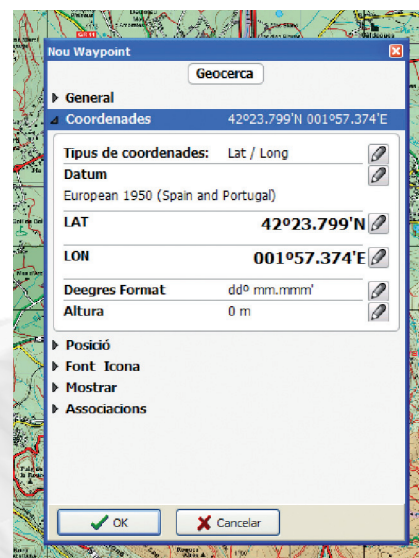 Nou Waypoint
Geocerca
General
Coordenades 42º23.799'N 001º57.374'E
Tipus de coordenades: Lat / Long
Datum
European 1950 (Spain and Portugal)
LAT 42º23.799'N
LON 001º57.374'E
Deegres Format ddº mm.mmm'
Altura 0 m
Posició
Font Icona
Mostrar
Associacions
OK Cancelar